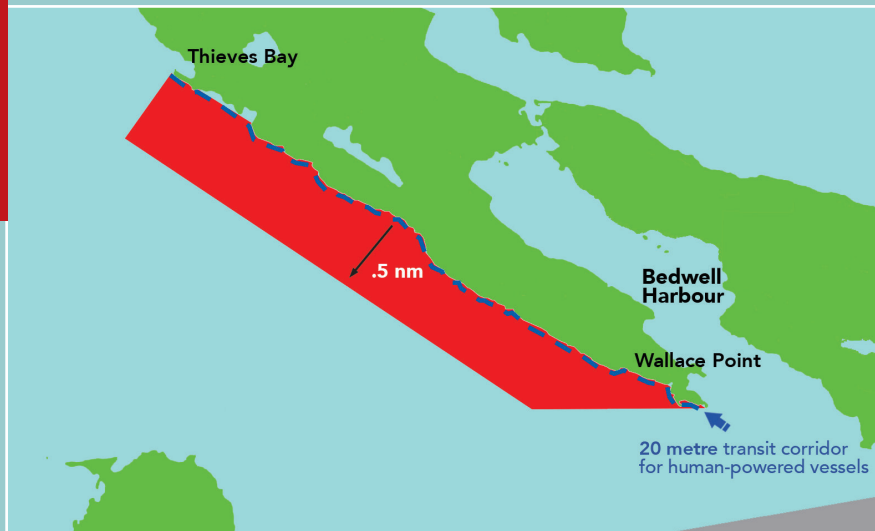 Thieves Bay
.5 nm
Bedwell
Harbour
Wallace Point
20 metre transit corridor
for human-powered vessels